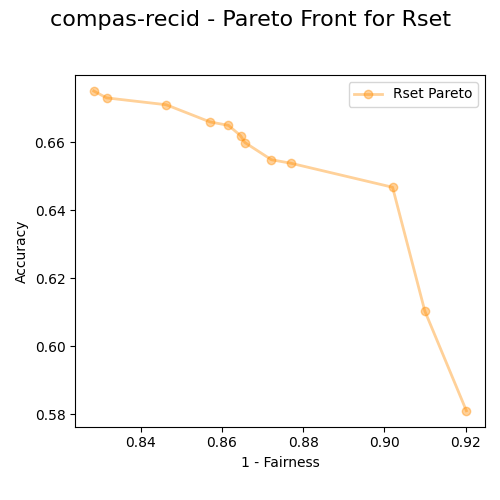 compas-recid - Pareto Front for Rset
Rset Pareto
Accuracy
0.66
0.64
0.62
0.60
0.58
0.84
0.86
0.88
0.90
0.92
1 - Fairness